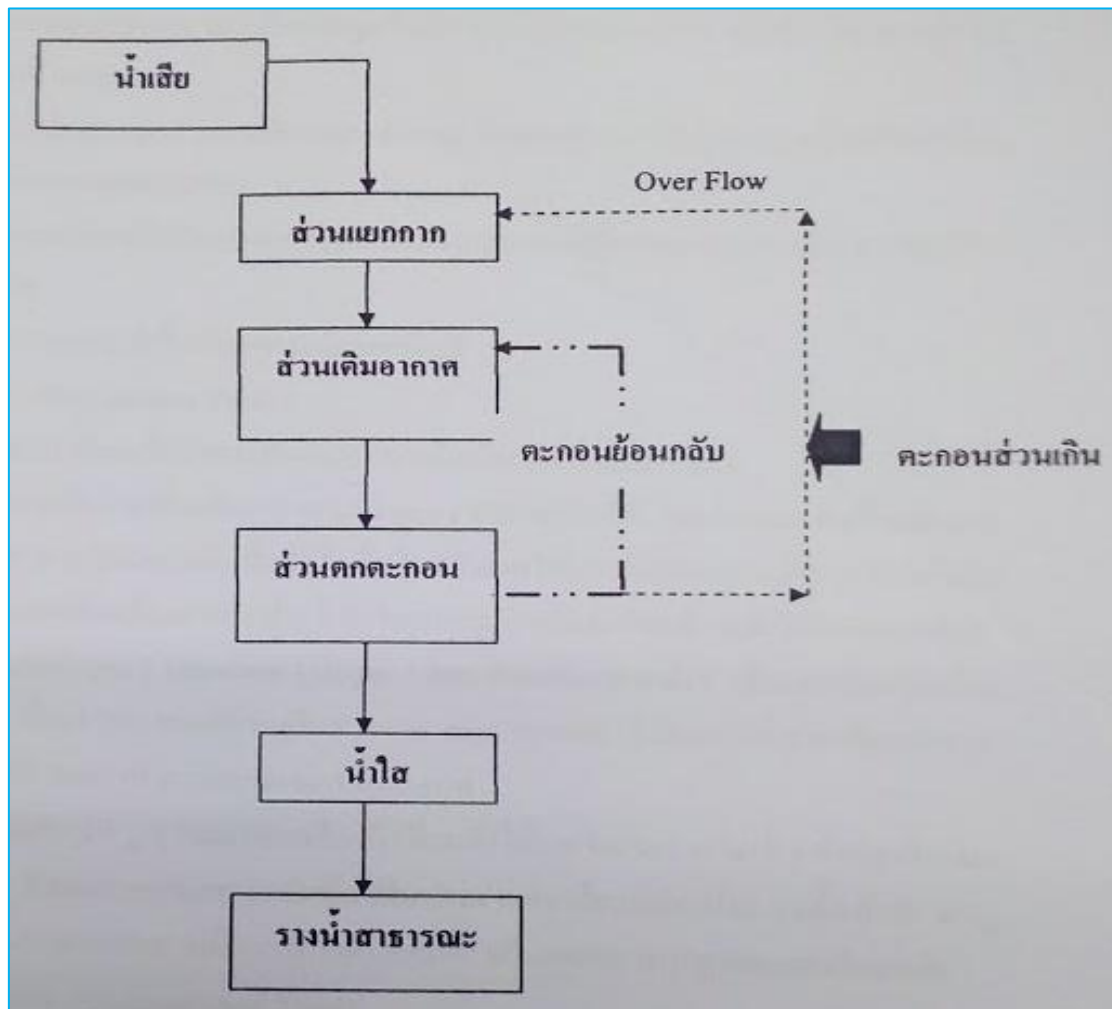 น้ำเสีย
Over Flow
ส่วนแยกกาก
ส่วนเติมอากาศ
ตะกอนย้อนกลับ
ตะกอนส่วนเกิน
ส่วนตกตะกอน
น้ำใส
รางน้ำสาธารณะ